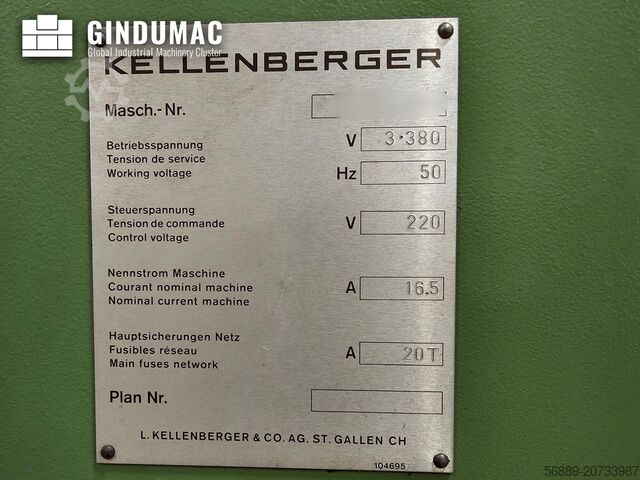 GINDUMAC
Global Industrial Machinery Cluster
KELLENBERGER
Masch.-Nr.
Betriebsspannung
Tension de service
Working voltage
V 3·380
Hz 50
Steuerspannung
Tension de commande
Control voltage
V 220
Nennstrom Maschine
Courant nominal machine
Nominal current machine
A 16.5
Hauptsicherungen Netz
Fusibles réseau
Main fuses network
A 20T
Plan Nr.
L. KELLENBERGER & CO. AG. ST. GALLEN CH
104695
56889-20733987